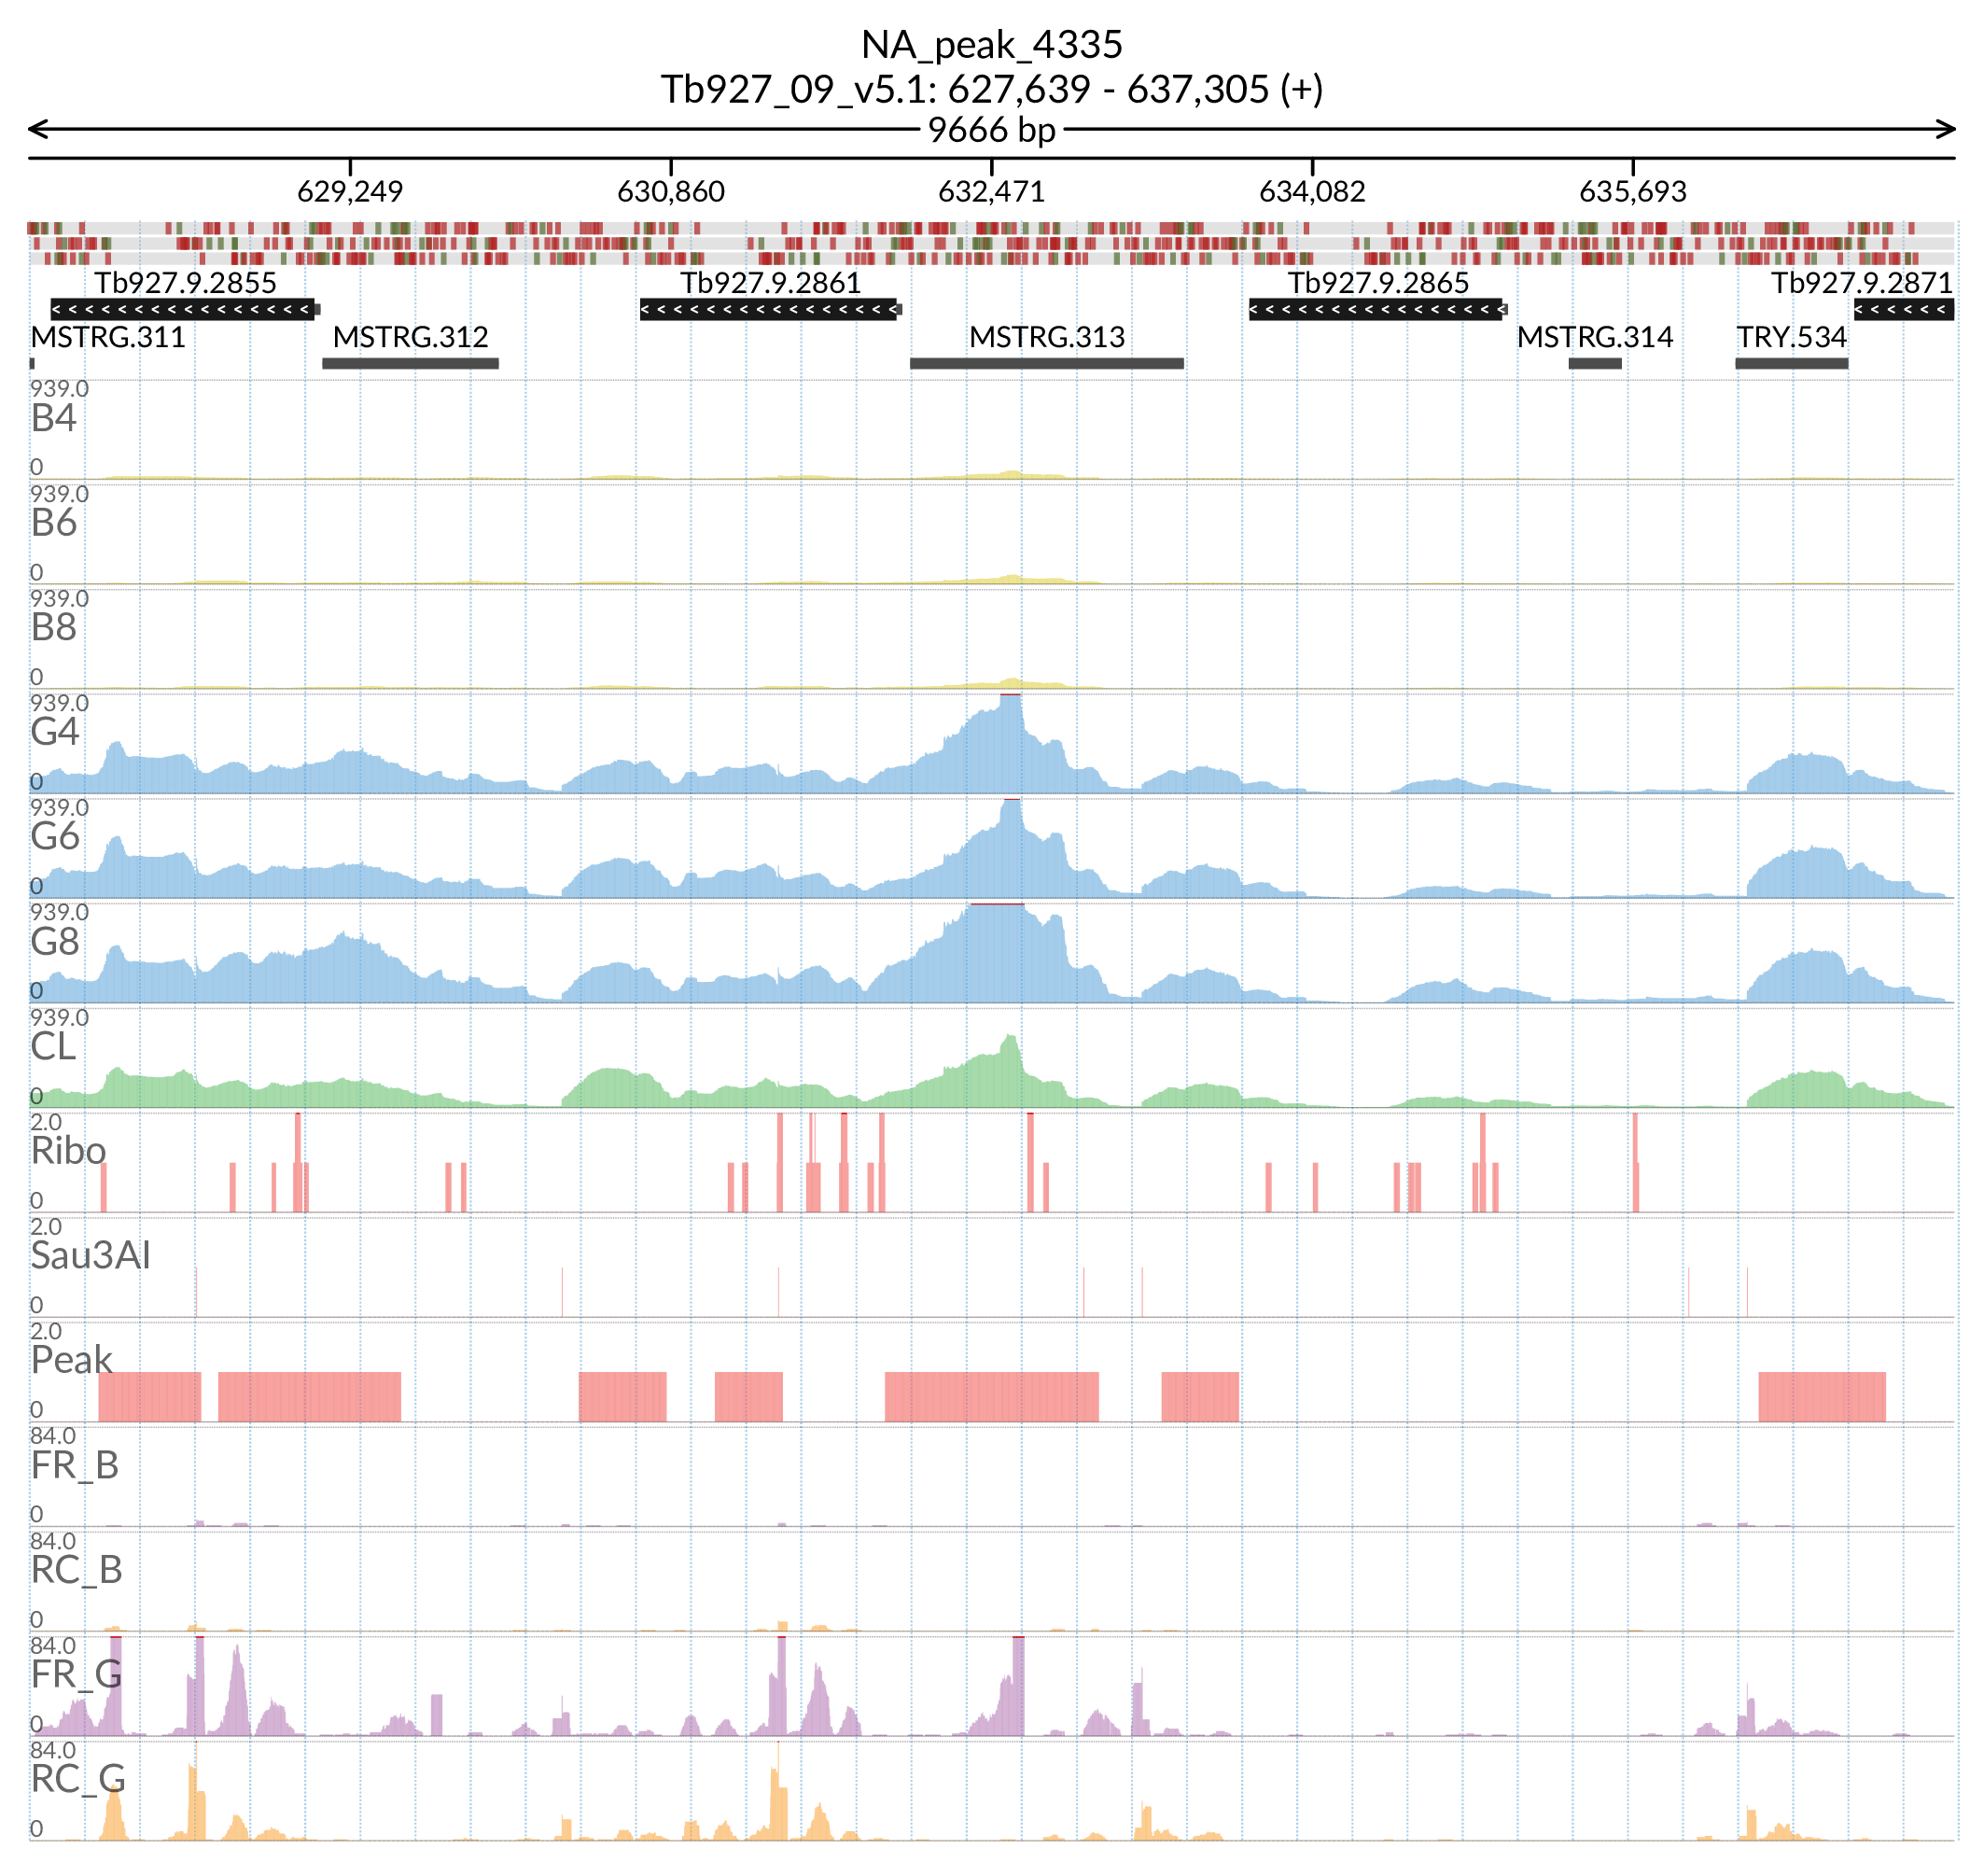 NA_peak_4335
Tb927_09_v5.1: 627,639 - 637,305 (+)
9666 bp
629,249 630,860 632,471 634,082 635,693
Tb927.9.2855 Tb927.9.2861 Tb927.9.2865 Tb927.9.2871
MSTRG.311 MSTRG.312 MSTRG.313 MSTRG.314 TRY.534
939.0
B4
0
939.0
B6
0
939.0
B8
0
939.0
G4
0
939.0
G6
0
939.0
G8
0
939.0
CL
0
2.0
Ribo
0
2.0
Sau3AI
0
2.0
Peak
0
84.0
FR_B
0
84.0
RC_B
0
84.0
FR_G
0
84.0
RC_G
0